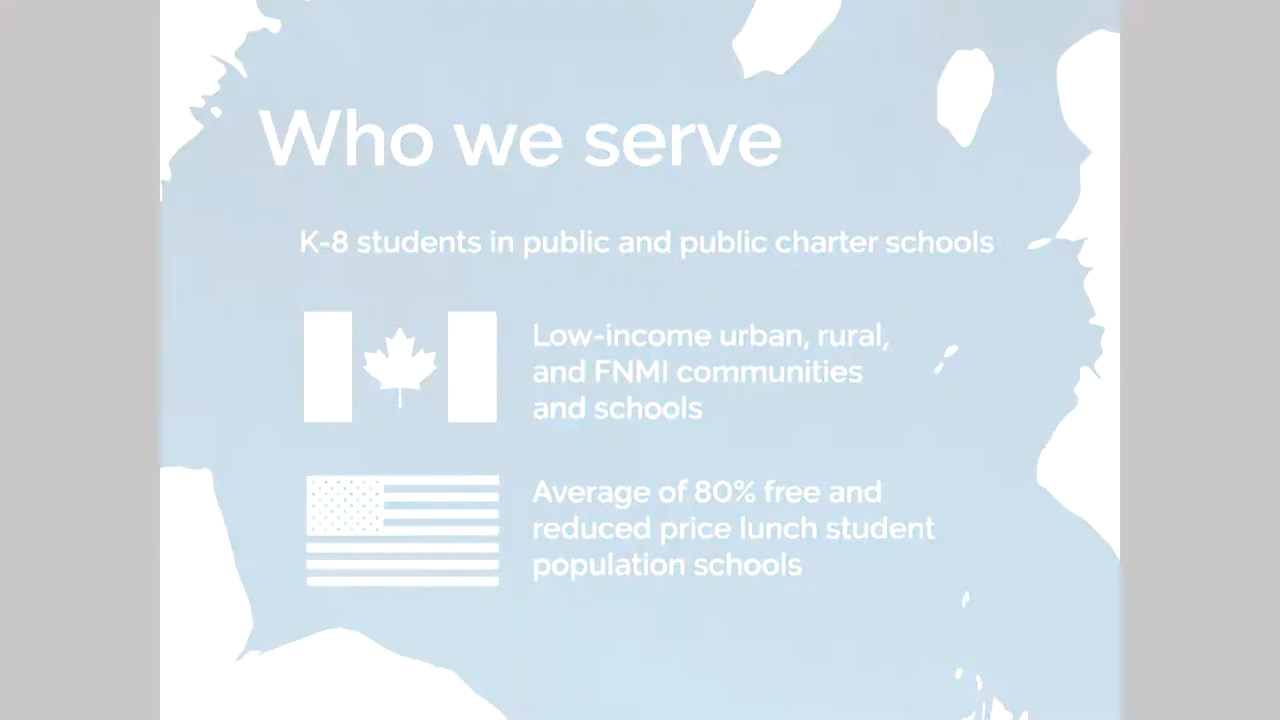 Who we serve
K-8 students in public and public charter schools
Low-income urban, rural,
and FNMI communities
and schools
Average of 80% free and
reduced price lunch student
population schools